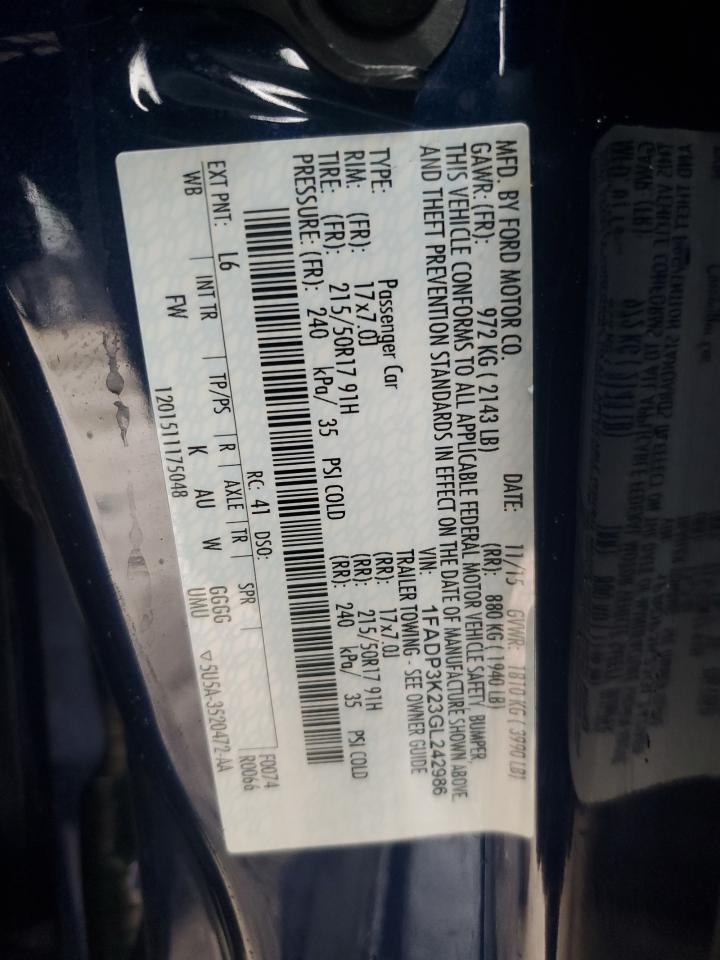 MFD. BY FORD MOTOR CO. DATE: 11/15 GVWR: 1810 KG ( 3990 LB)
GAWR: (FR): 972 KG ( 2143 LB) (RR): 880 KG ( 1940 LB)
THIS VEHICLE CONFORMS TO ALL APPLICABLE FEDERAL MOTOR VEHICLE SAFETY, BUMPER,
AND THEFT PREVENTION STANDARDS IN EFFECT ON THE DATE OF MANUFACTURE SHOWN ABOVE
VIN: 1FADP3K23GL242986
TYPE: Passenger Car TRAILER TOWING - SEE OWNER GUIDE
RIM: (FR): 17x7.0J (RR): 17x7.0J
TIRE: (FR): 215/50R17 91H (RR): 215/50R17 91H
PRESSURE: (FR): 240 kPa/ 35 PSI COLD (RR): 240 kPa/ 35 PSI COLD
F0074
RC: 41 DSO: R0066
EXT PNT: L6
WB INT TR TP/PS R AXLE TR SPR
FW K AU W GGGG
UMU
1201511175048 ▽5U5A-3520472-AA